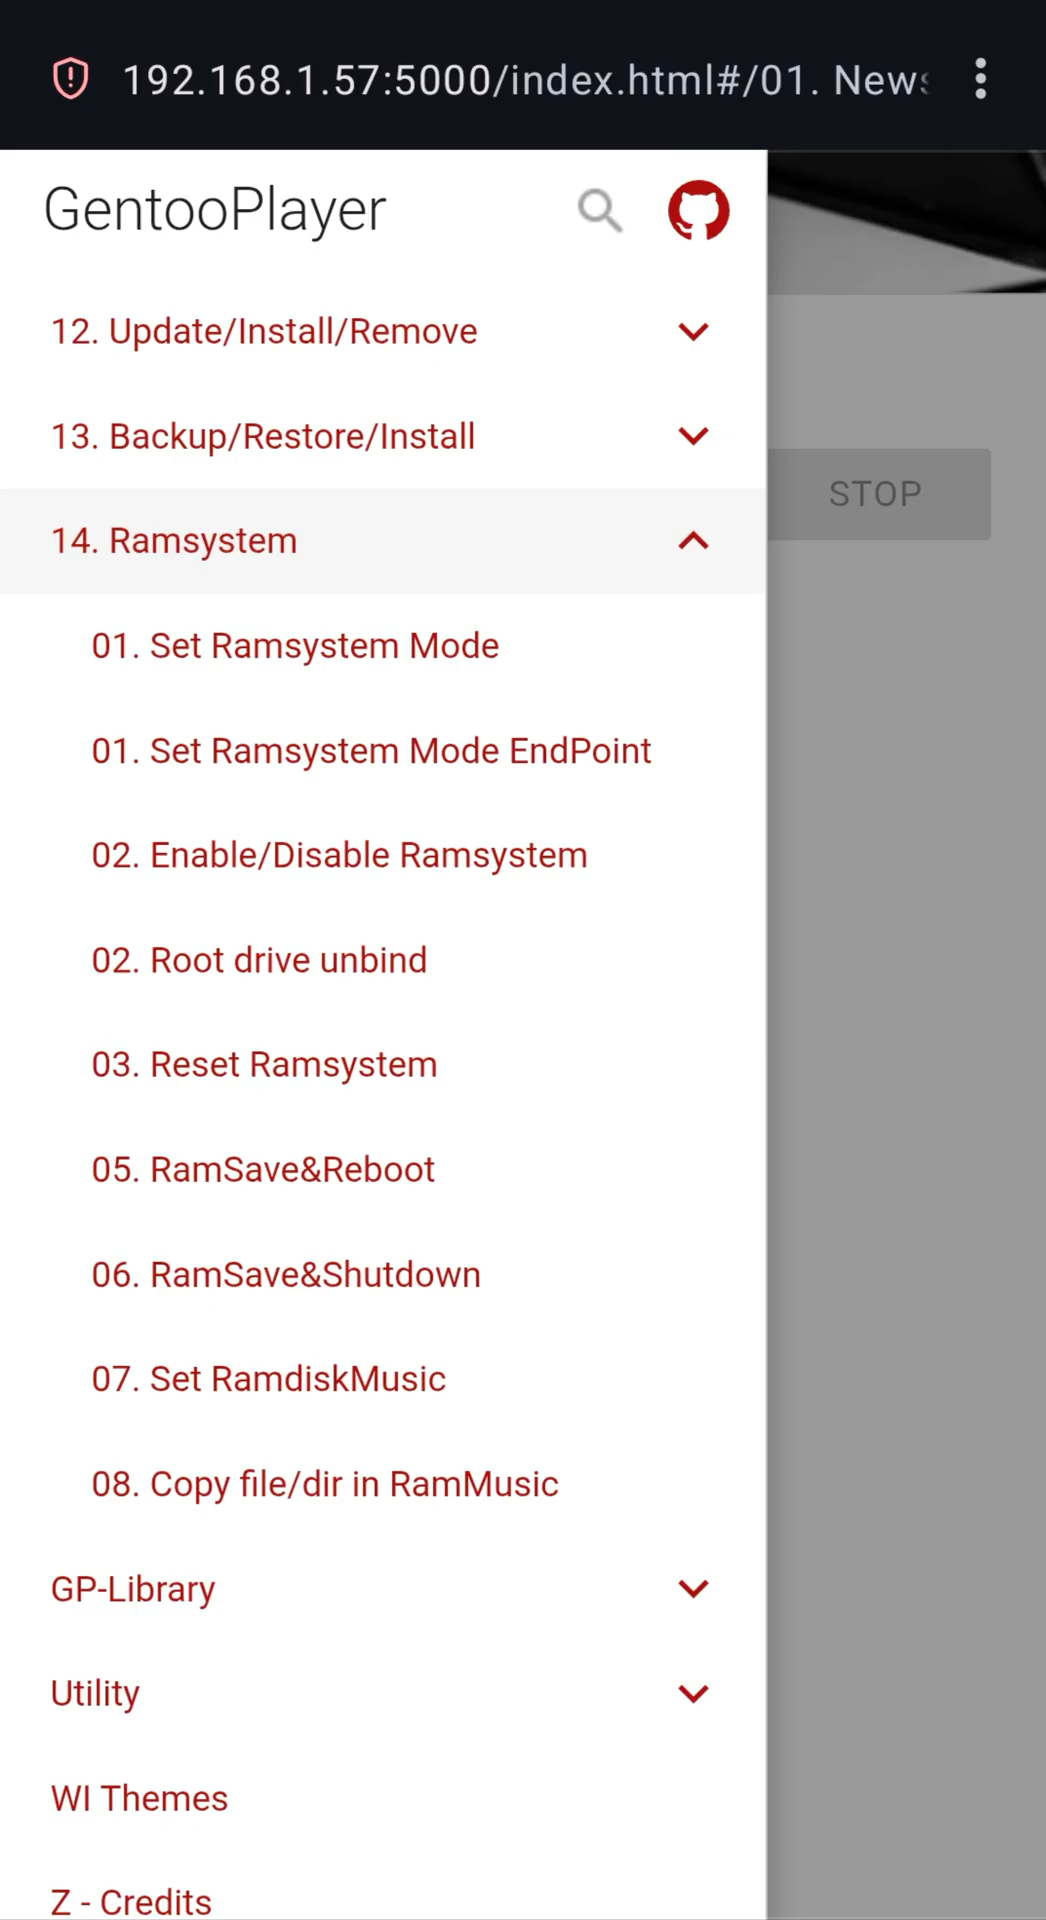 192.168.1.57:5000/index.html#/01. News
GentooPlayer
12. Update/Install/Remove
13. Backup/Restore/Install
STOP
14. Ramsystem
01. Set Ramsystem Mode
01. Set Ramsystem Mode EndPoint
02. Enable/Disable Ramsystem
02. Root drive unbind
03. Reset Ramsystem
05. RamSave&Reboot
06. RamSave&Shutdown
07. Set RamdiskMusic
08. Copy file/dir in RamMusic
GP-Library
Utility
WI Themes
Z - Credits